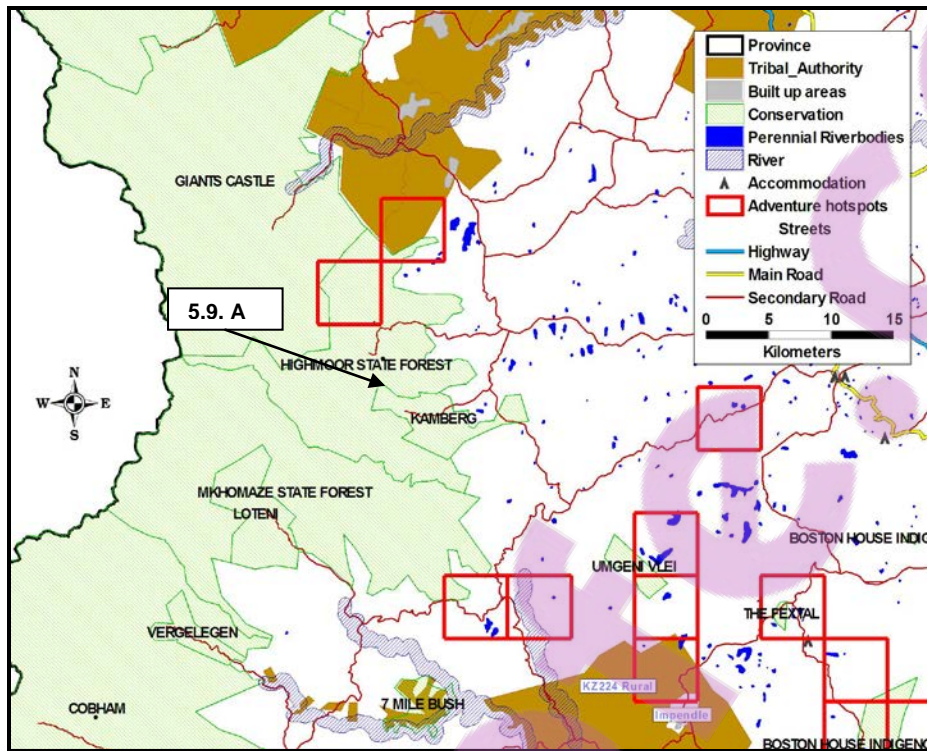 Province
Tribal_Authority
Built up areas
Conservation
Perennial Riverbodies
River
Accommodation
Adventure hotspots
Streets
Highway
Main Road
Secondary Road
0 5 10 15
Kilometers
GIANTS CASTLE
5.9. A
HIGHMOOR STATE FOREST
KAMBERG
N
W E
S
MKHOMAZE STATE FOREST
LOTENI
BOSTON HOUSE INDIG
UMGENI VLEI
THE FEXTAL
VERGELEGEN
KZ224 Rural
7 MILE BUSH
COBHAM
Impendle
BOSTON HOUSE INDIGENO